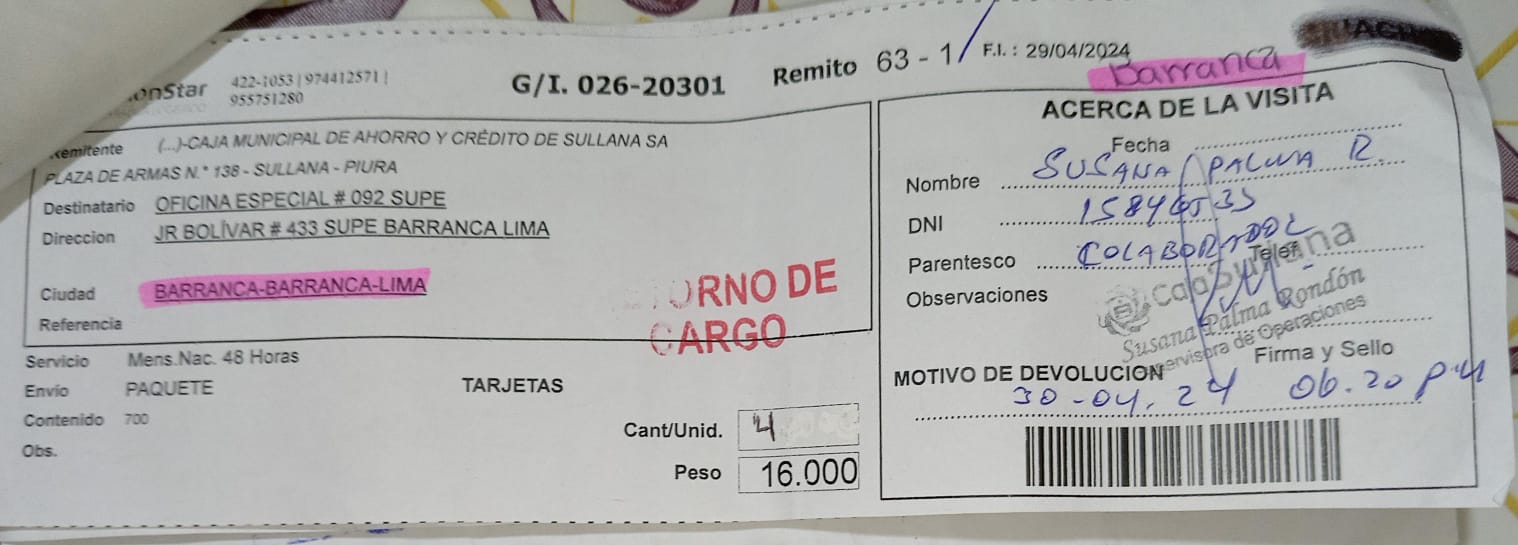 onStar 422-1053 | 974412571 |
955751280
G/I. 026-20301
Remito 63 - 1/
F.I.: 29/04/2024
Barranca
Remitente (...)-CAJA MUNICIPAL DE AHORRO Y CRÉDITO DE SULLANA SA
PLAZA DE ARMAS N.° 138 - SULLANA - PIURA
Destinatario OFICINA ESPECIAL # 092 SUPE
Direccion JR BOLÍVAR # 433 SUPE BARRANCA LIMA
Ciudad BARRANCA-BARRANCA-LIMA
Referencia
ORNO DE
CARGO
Servicio Mens.Nac. 48 Horas
Envío PAQUETE TARJETAS
Contenido 700
Obs.
Cant/Unid. 4
Peso 16.000
ACERCA DE LA VISITA
Fecha
Nombre SUSANA PALMA R.
DNI
Parentesco COLABORADOR
Telef
Observaciones
CajaSullana
Susana Palma Rondón
Supervisora de Operaciones
Firma y Sello
MOTIVO DE DEVOLUCION
30-04.24 06.20 pm